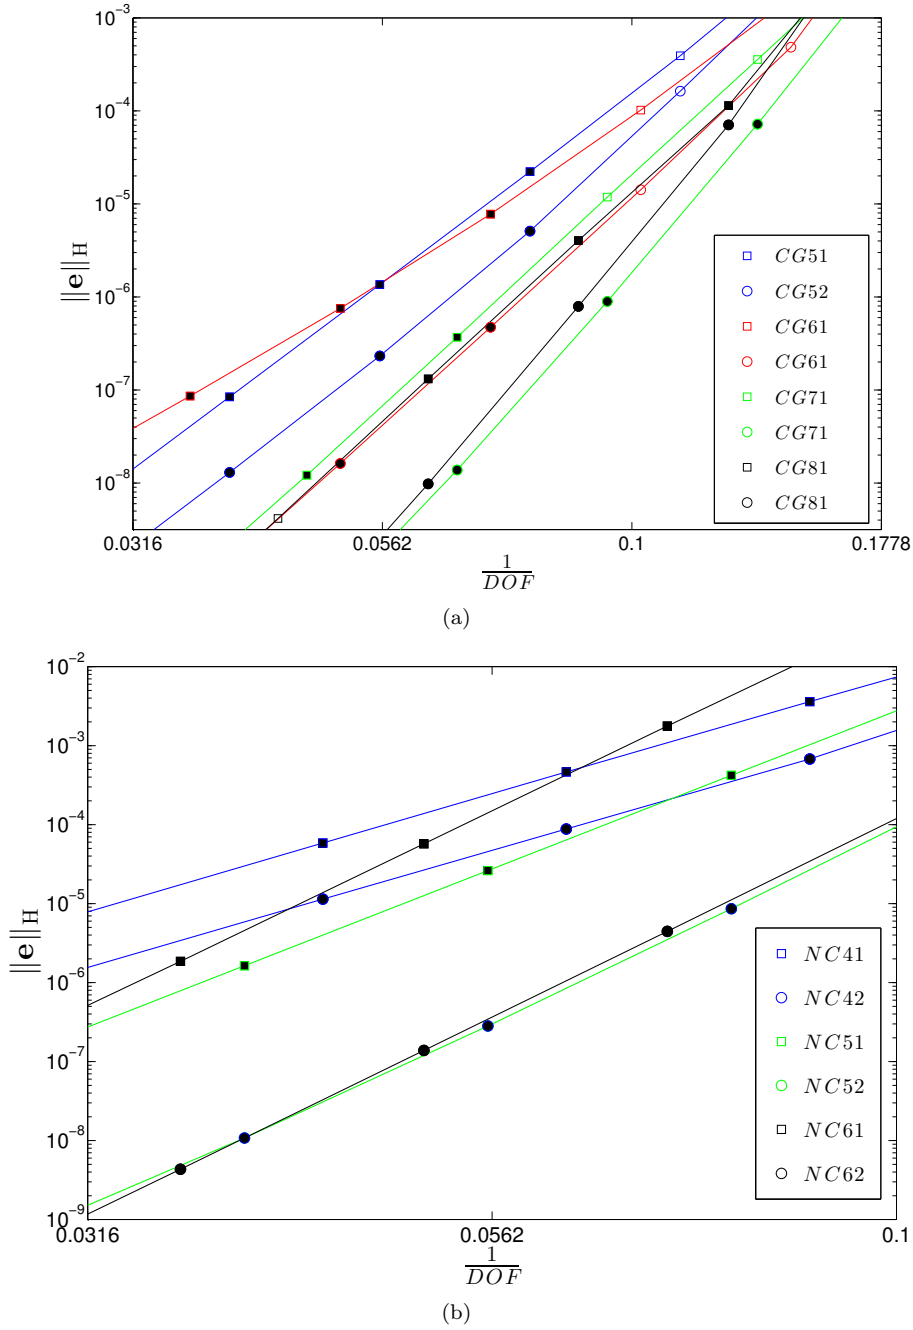 10^-3
10^-4
10^-5
10^-6
10^-7
10^-8
||e||_H
CG51
CG52
CG61
CG61
CG71
CG71
CG81
CG81
0.0316
0.0562
0.1
0.1778
1
DOF
(a)
10^-2
10^-3
10^-4
10^-5
10^-6
10^-7
10^-8
10^-9
||e||_H
NC41
NC42
NC51
NC52
NC61
NC62
0.0316
0.0562
0.1
1
DOF
(b)